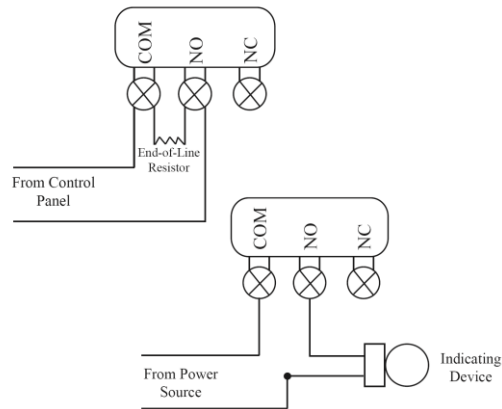 COM
NO
NC
End-of-Line
Resistor
From Control
Panel
COM
NO
NC
From Power
Source
Indicating
Device